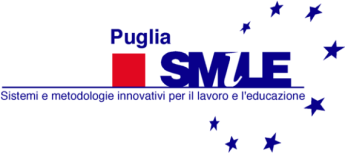 Puglia
SMiLE
Sistemi e metodologie innovativi per il lavoro e l'educazione